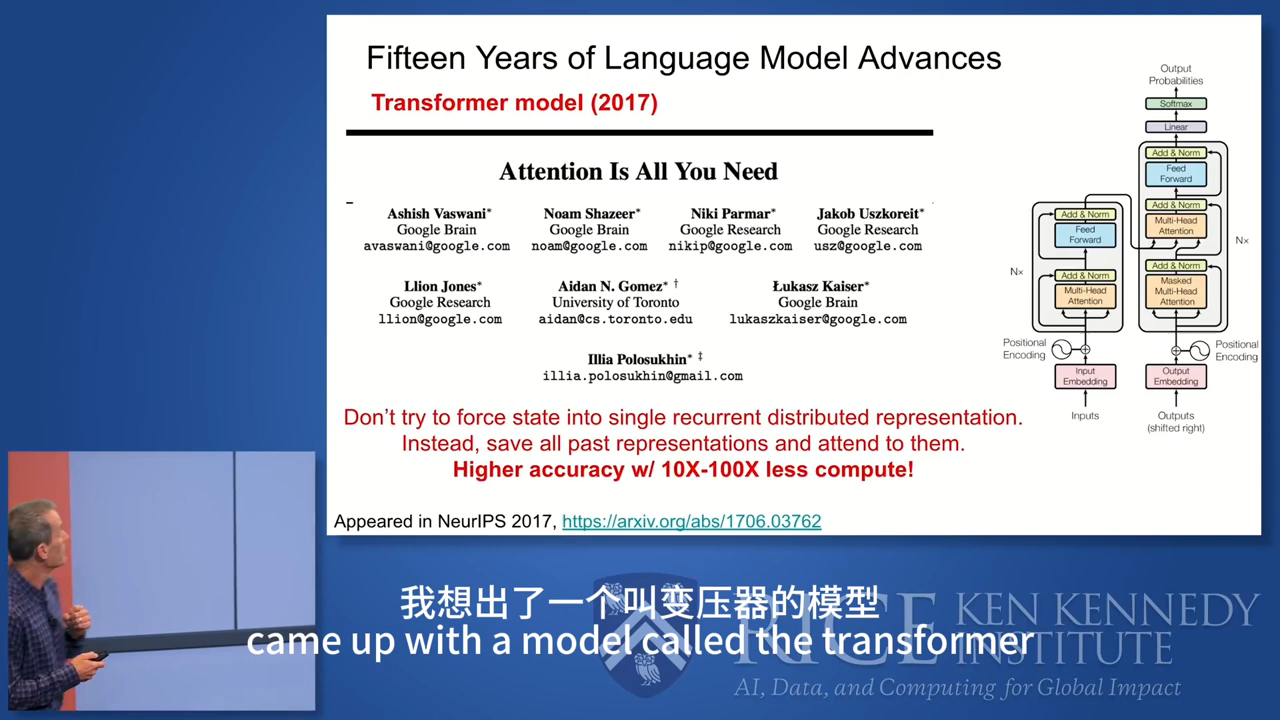 Fifteen Years of Language Model Advances
Transformer model (2017)
Attention Is All You Need
Ashish Vaswani* Noam Shazeer* Niki Parmar* Jakob Uszkoreit*
Google Brain Google Brain Google Research Google Research
avaswani@google.com noam@google.com nikip@google.com usz@google.com
Llion Jones* Aidan N. Gomez* † Łukasz Kaiser*
Google Research University of Toronto Google Brain
llion@google.com aidan@cs.toronto.edu lukaszkaiser@google.com
Illia Polosukhin* ‡
illia.polosukhin@gmail.com
Don't try to force state into single recurrent distributed representation.
Instead, save all past representations and attend to them.
Higher accuracy w/ 10X-100X less compute!
Appeared in NeurIPS 2017, https://arxiv.org/abs/1706.03762
Output
Probabilities
Softmax
Linear
Add & Norm
Feed
Forward
Add & Norm
Multi-Head
Attention
Add & Norm
Masked
Multi-Head
Attention
N×
Positional
Encoding
Output
Embedding
Outputs
(shifted right)
Add & Norm
Feed
Forward
Add & Norm
Multi-Head
Attention
N×
Positional
Encoding
Input
Embedding
Inputs
我想出了一个叫变压器的模型
came up with a model called the transformer
RICE
KEN KENNEDY
INSTITUTE
AI, Data, and Computing for Global Impact